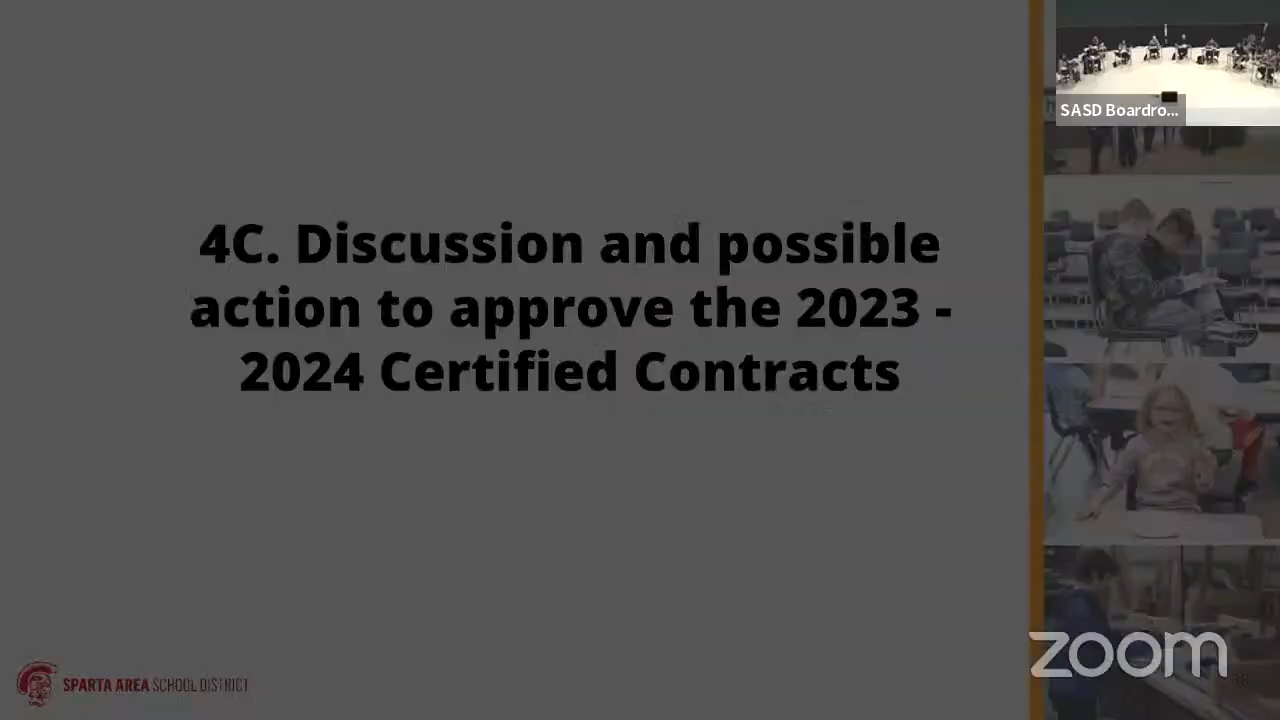 SASD Boardro...
4C. Discussion and possible
action to approve the 2023 -
2024 Certified Contracts
zoom
SPARTA AREA SCHOOL DISTRICT